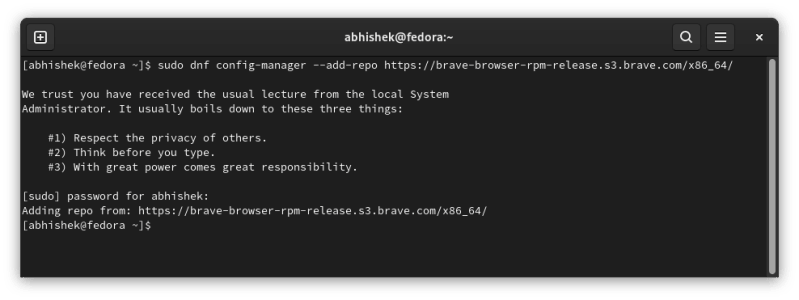 abhishek@fedora:~
[abhishek@fedora ~]$ sudo dnf config-manager --add-repo https://brave-browser-rpm-release.s3.brave.com/x86_64/
We trust you have received the usual lecture from the local System
Administrator. It usually boils down to these three things:
#1) Respect the privacy of others.
#2) Think before you type.
#3) With great power comes great responsibility.
[sudo] password for abhishek:
Adding repo from: https://brave-browser-rpm-release.s3.brave.com/x86_64/
[abhishek@fedora ~]$